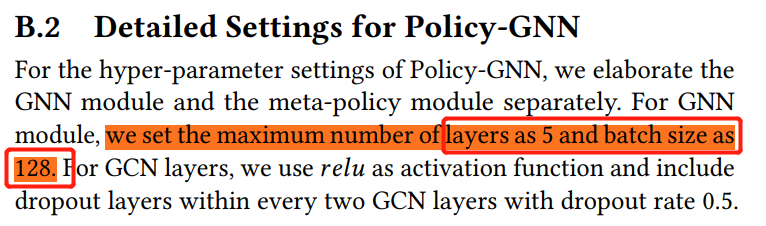 B.2 Detailed Settings for Policy-GNN
For the hyper-parameter settings of Policy-GNN, we elaborate the
GNN module and the meta-policy module separately. For GNN
module, we set the maximum number of layers as 5 and batch size as
128. For GCN layers, we use relu as activation function and include
dropout layers within every two GCN layers with dropout rate 0.5.